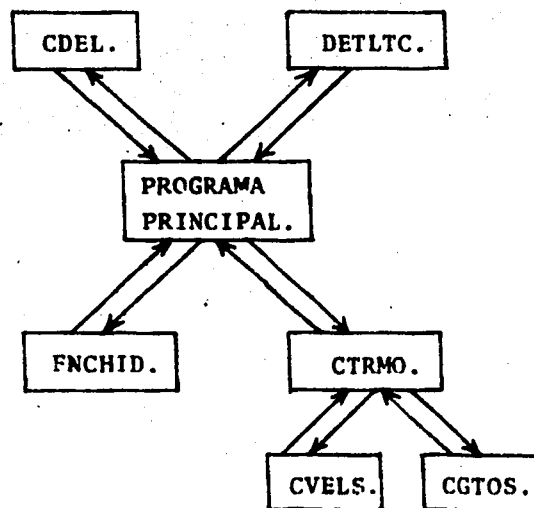 CDEL.
DETLTC.
PROGRAMA
PRINCIPAL.
FNCHID.
CTRMO.
CVELS.
CGTOS.